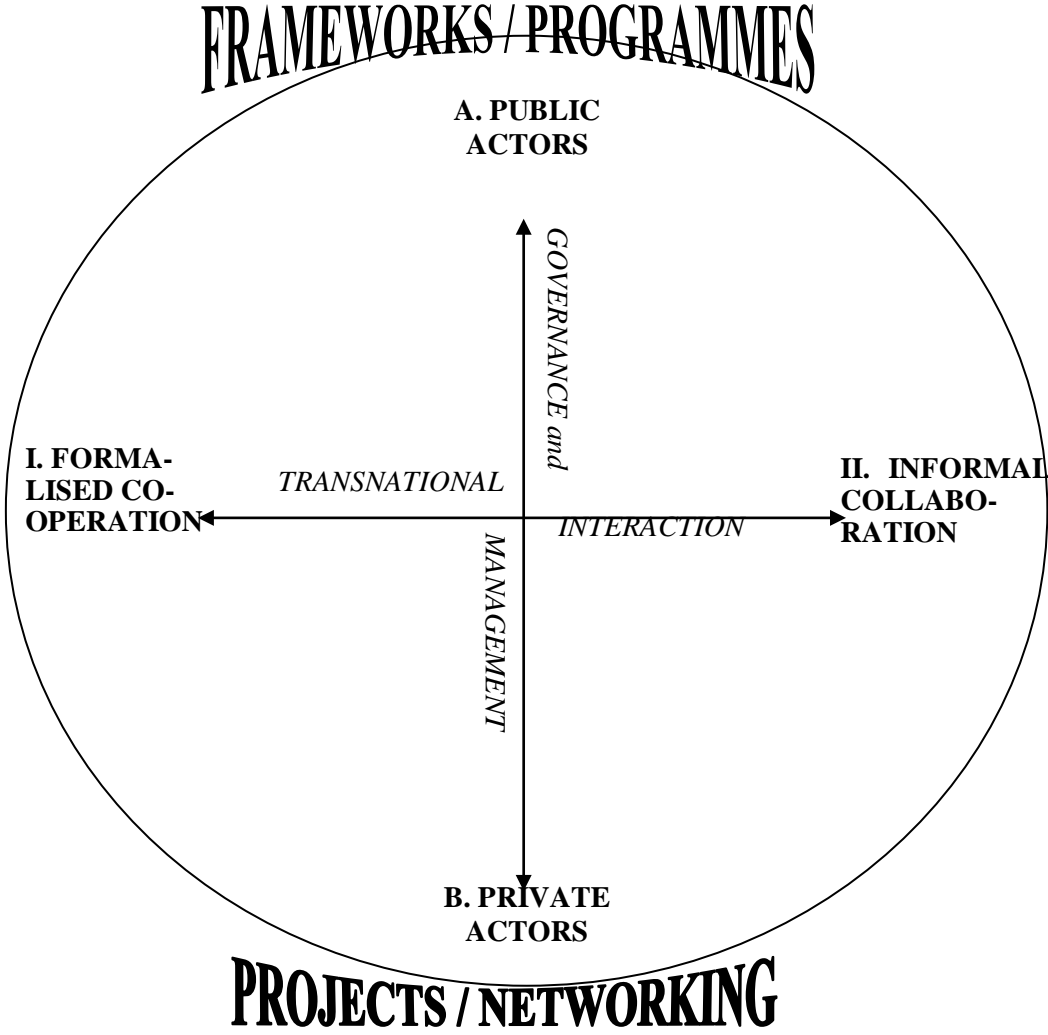 FRAMEWORKS / PROGRAMMES
A. PUBLIC
ACTORS
GOVERNANCE and
I. FORMA-
LISED CO-
OPERATION
TRANSNATIONAL
INTERACTION
II. INFORMAL
COLLABO-
RATION
MANAGEMENT
B. PRIVATE
ACTORS
PROJECTS / NETWORKING